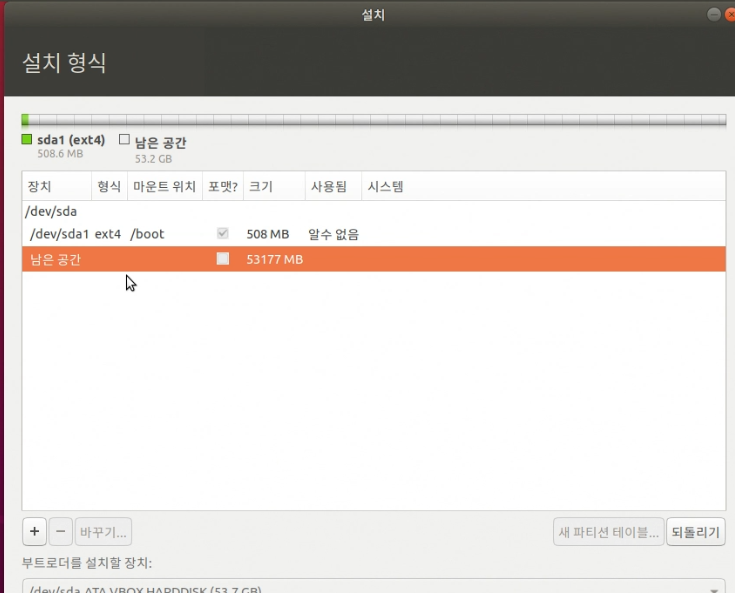 설치
설치 형식
sda1 (ext4) 남은 공간
508.6 MB 53.2 GB
장치 형식 마운트 위치 포맷? 크기 사용됨 시스템
/dev/sda
/dev/sda1 ext4 /boot 508 MB 알수 없음
남은 공간 53177 MB
+ − 바꾸기... 새 파티션 테이블... 되돌리기
부트로더를 설치할 장치:
/dev/sda ATA VBOX HARDDISK (53.7 GB)